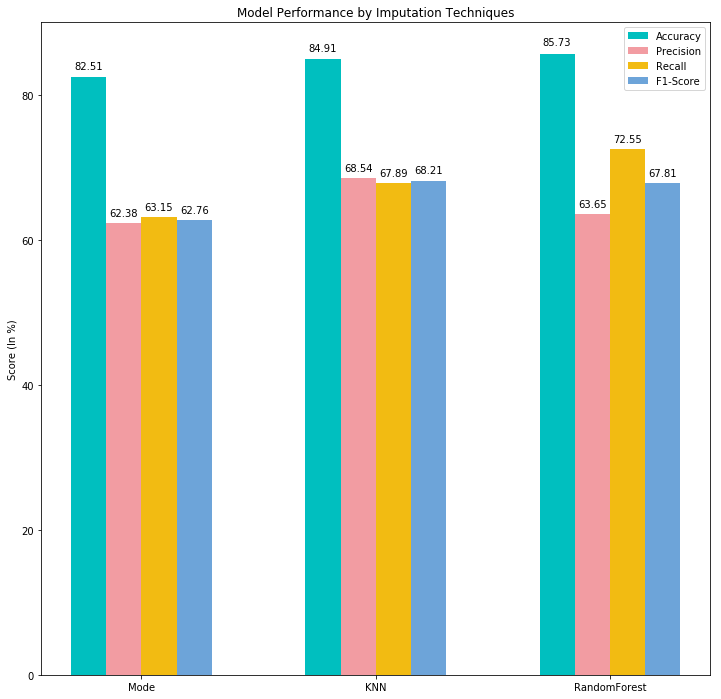 Model Performance by Imputation Techniques
Accuracy
Precision
Recall
F1-Score
82.51
62.38
63.15
62.76
84.91
68.54
67.89
68.21
85.73
63.65
72.55
67.81
Score (In %)
80
60
40
20
0
Mode
KNN
RandomForest